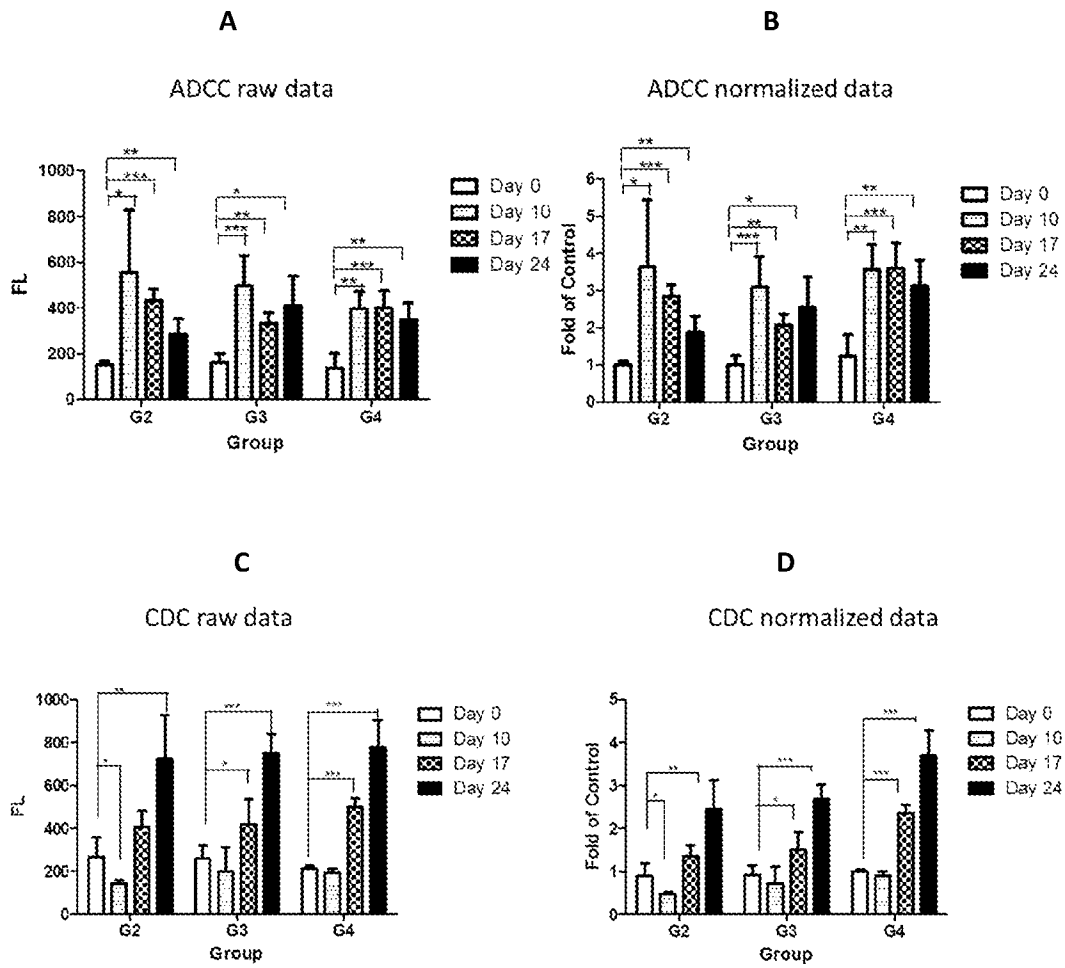 A
ADCC raw data
FL
1000
800
600
400
200
0
**
***
*
*
**
***
**
***
**
G2
G3
G4
Group
Day 0
Day 10
Day 17
Day 24
B
ADCC normalized data
Fold of Control
6
5
4
3
2
1
0
**
***
*
*
**
***
**
***
**
G2
G3
G4
Group
Day 0
Day 10
Day 17
Day 24
C
CDC raw data
FL
1000
800
600
400
200
0
**
*
***
*
***
***
G2
G3
G4
Group
Day 0
Day 10
Day 17
Day 24
D
CDC normalized data
Fold of Control
5
4
3
2
1
0
**
*
***
*
***
***
G2
G3
G4
Group
Day 0
Day 10
Day 17
Day 24